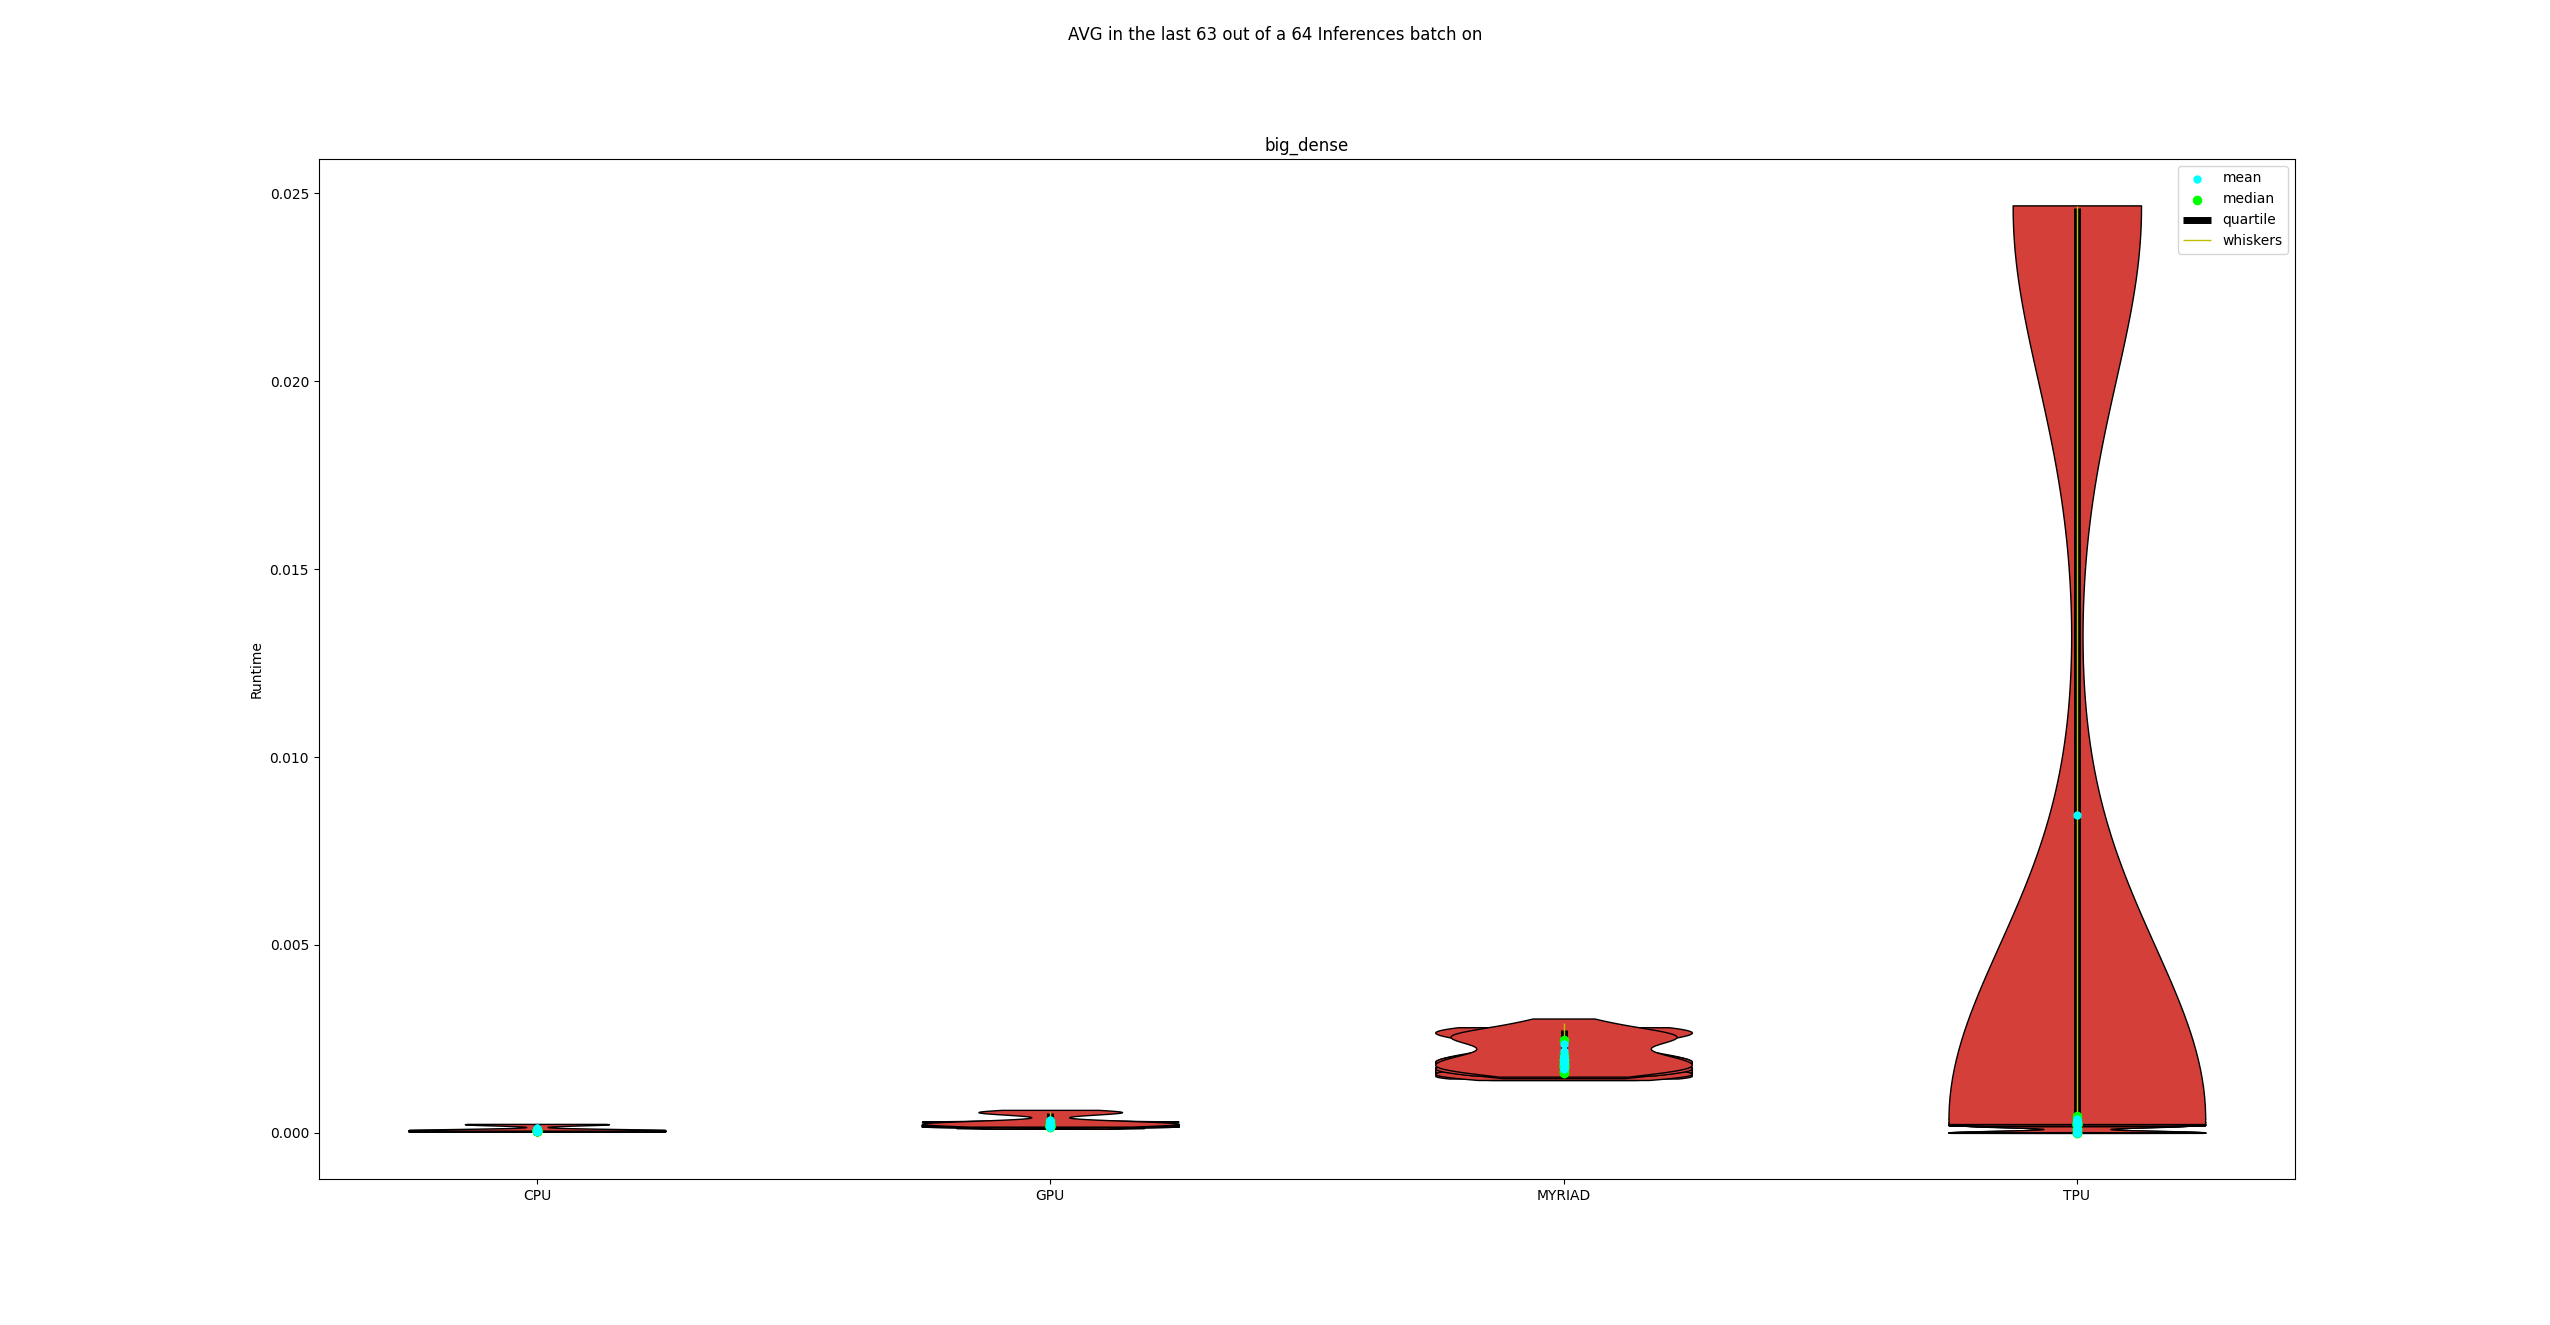 AVG in the last 63 out of a 64 Inferences batch on
big_dense
mean
median
quartile
whiskers
0.025
0.020
0.015
0.010
0.005
0.000
Runtime
CPU
GPU
MYRIAD
TPU